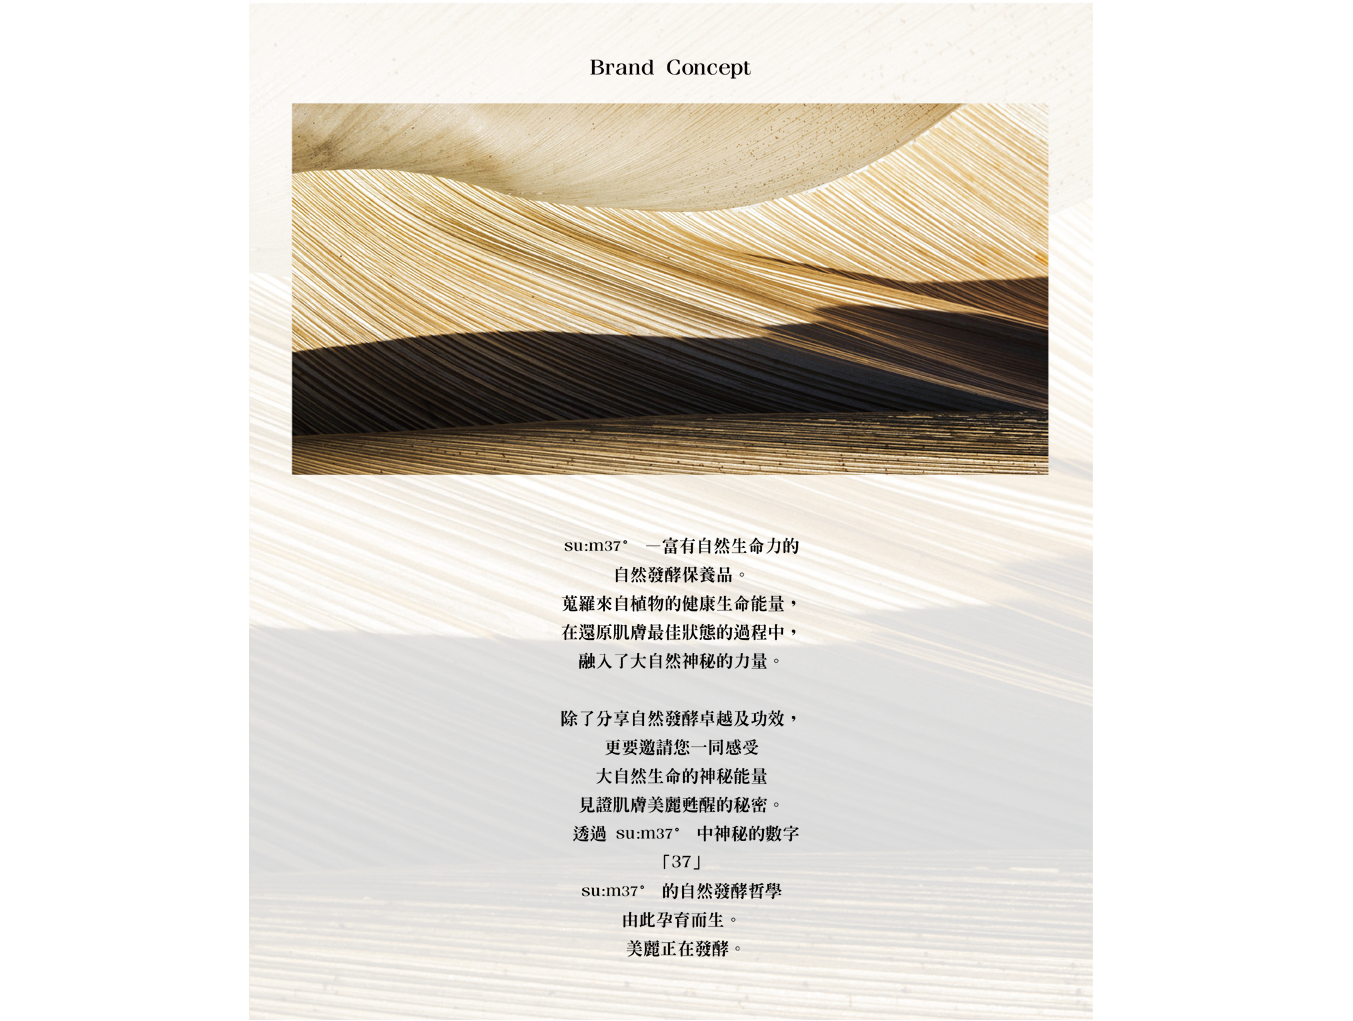 Brand Concept
su:m37° —富有自然生命力的
自然發酵保養品。
蒐羅來自植物的健康生命能量，
在還原肌膚最佳狀態的過程中，
融入了大自然神秘的力量。
除了分享自然發酵卓越及功效，
更要邀請您一同感受
大自然生命的神秘能量
見證肌膚美麗甦醒的秘密。
透過 su:m37° 中神秘的數字
「37」
su:m37° 的自然發酵哲學
由此孕育而生。
美麗正在發酵。